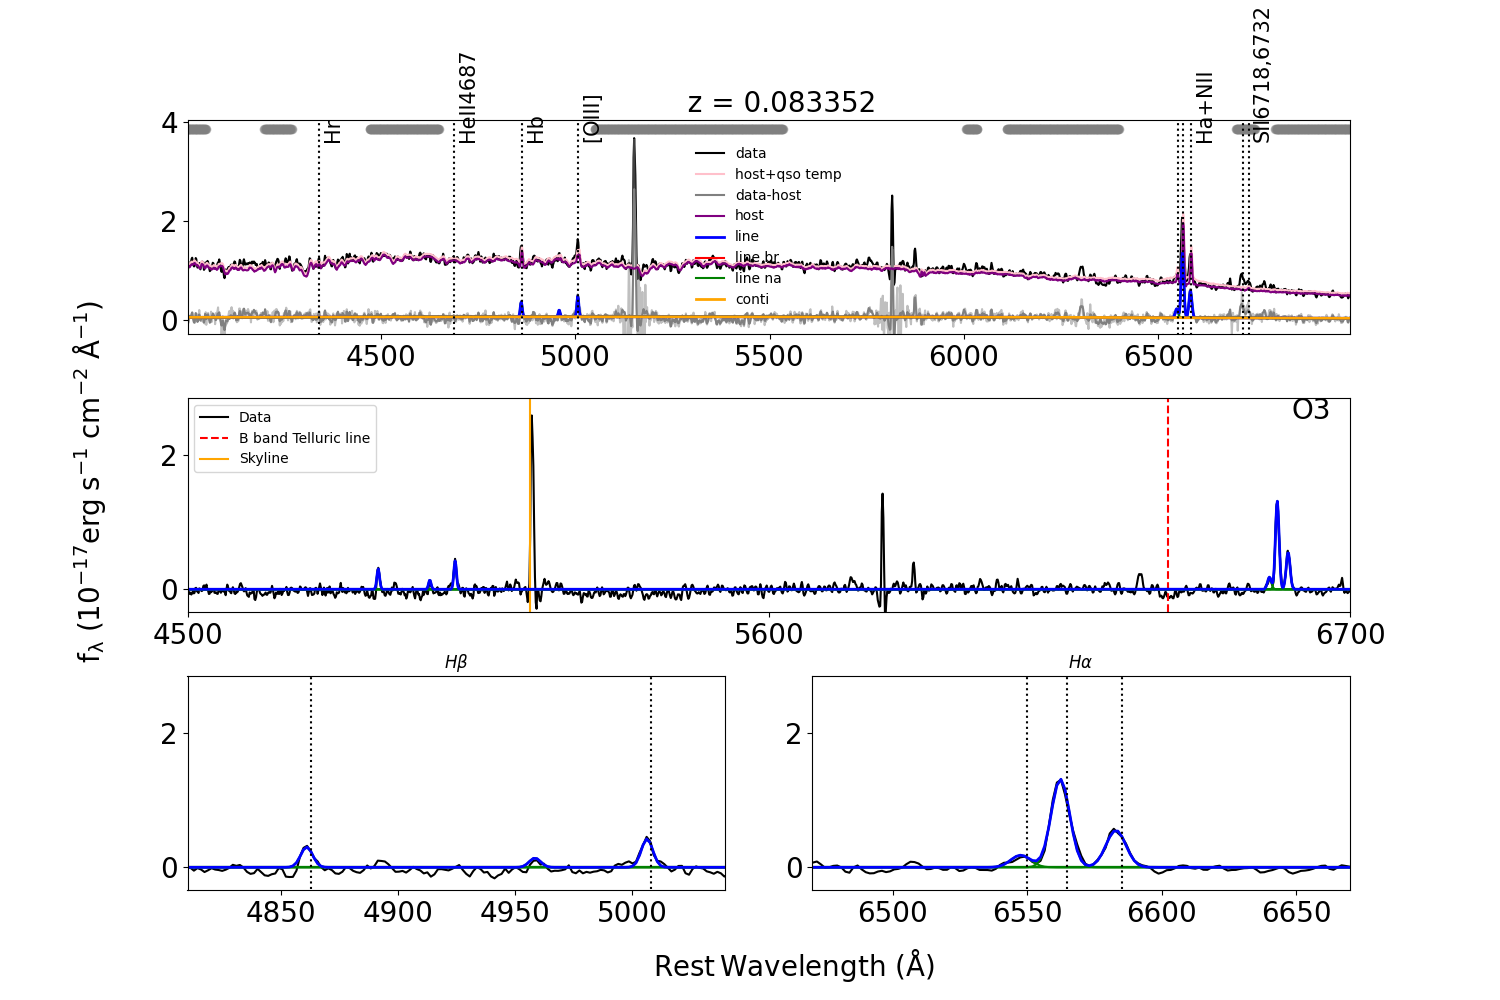 z = 0.083352
Hr
HeII4687
Hb
[OIII]
Ha+NII
SII6718,6732
data
host+qso temp
data-host
host
line
line br
line na
conti
4
2
0
4500 5000 5500 6000 6500
fλ (10−17erg s−1 cm−2 Å−1)
Data
B band Telluric line
Skyline
O3
2
0
4500 5600 6700
Hβ
2
0
4850 4900 4950 5000
Hα
2
0
6500 6550 6600 6650
Rest Wavelength (Å)